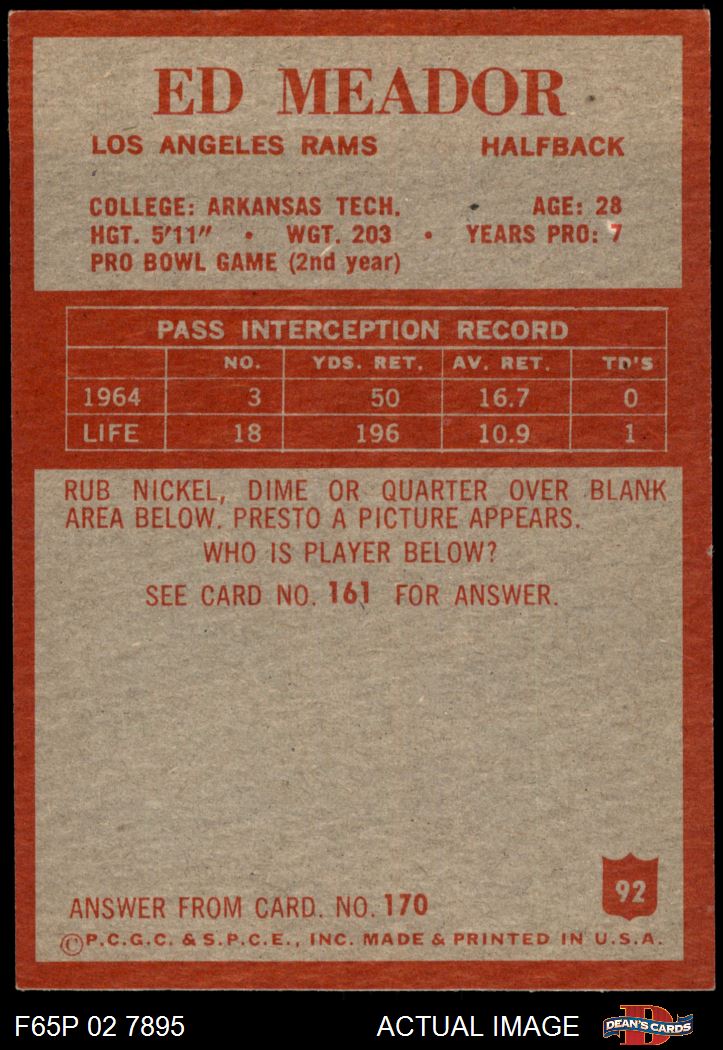 ED MEADOR
LOS ANGELES RAMS HALFBACK
COLLEGE: ARKANSAS TECH. AGE: 28
HGT. 5'11" • WGT. 203 • YEARS PRO: 7
PRO BOWL GAME (2nd year)
PASS INTERCEPTION RECORD
NO. YDS. RET. AV. RET. TD'S
1964 3 50 16.7 0
LIFE 18 196 10.9 1
RUB NICKEL, DIME OR QUARTER OVER BLANK
AREA BELOW. PRESTO A PICTURE APPEARS.
WHO IS PLAYER BELOW?
SEE CARD NO. 161 FOR ANSWER.
92
ANSWER FROM CARD. NO. 170
©P.C.G.C. & S.P.C.E., INC. MADE & PRINTED IN U.S.A.
F65P 02 7895 ACTUAL IMAGE D DEAN'S CARDS